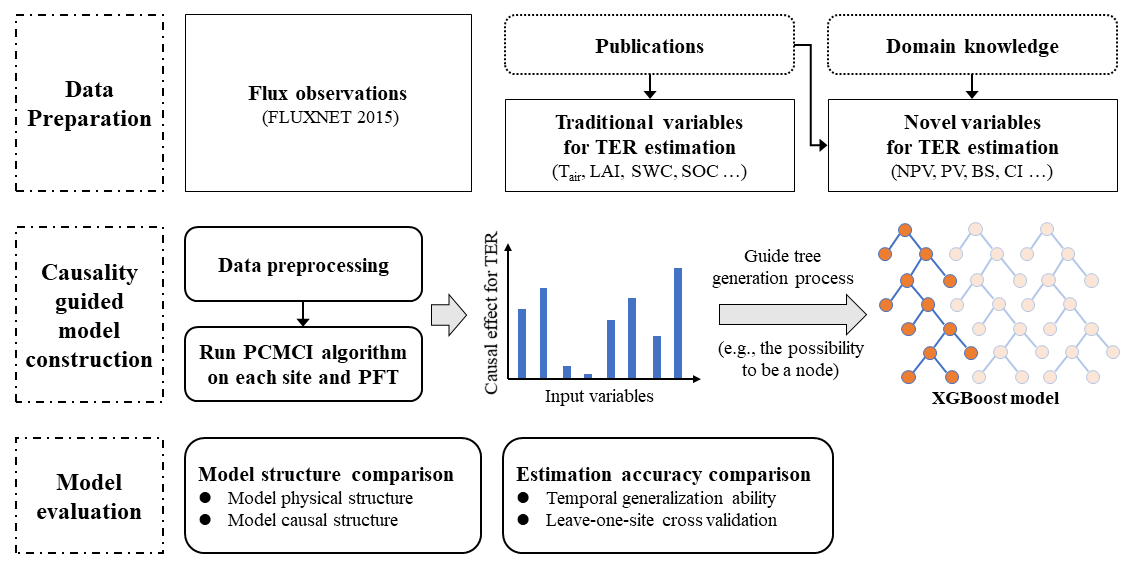 Data
Preparation
Flux observations
(FLUXNET 2015)
Publications
Domain knowledge
Traditional variables
for TER estimation
(Tair, LAI, SWC, SOC …)
Novel variables
for TER estimation
(NPV, PV, BS, CI …)
Causality
guided
model
construction
Data preprocessing
Run PCMCI algorithm
on each site and PFT
Causal effect for TER
Input variables
Guide tree
generation process
(e.g., the possibility
to be a node)
XGBoost model
Model
evaluation
Model structure comparison
● Model physical structure
● Model causal structure
Estimation accuracy comparison
● Temporal generalization ability
● Leave-one-site cross validation